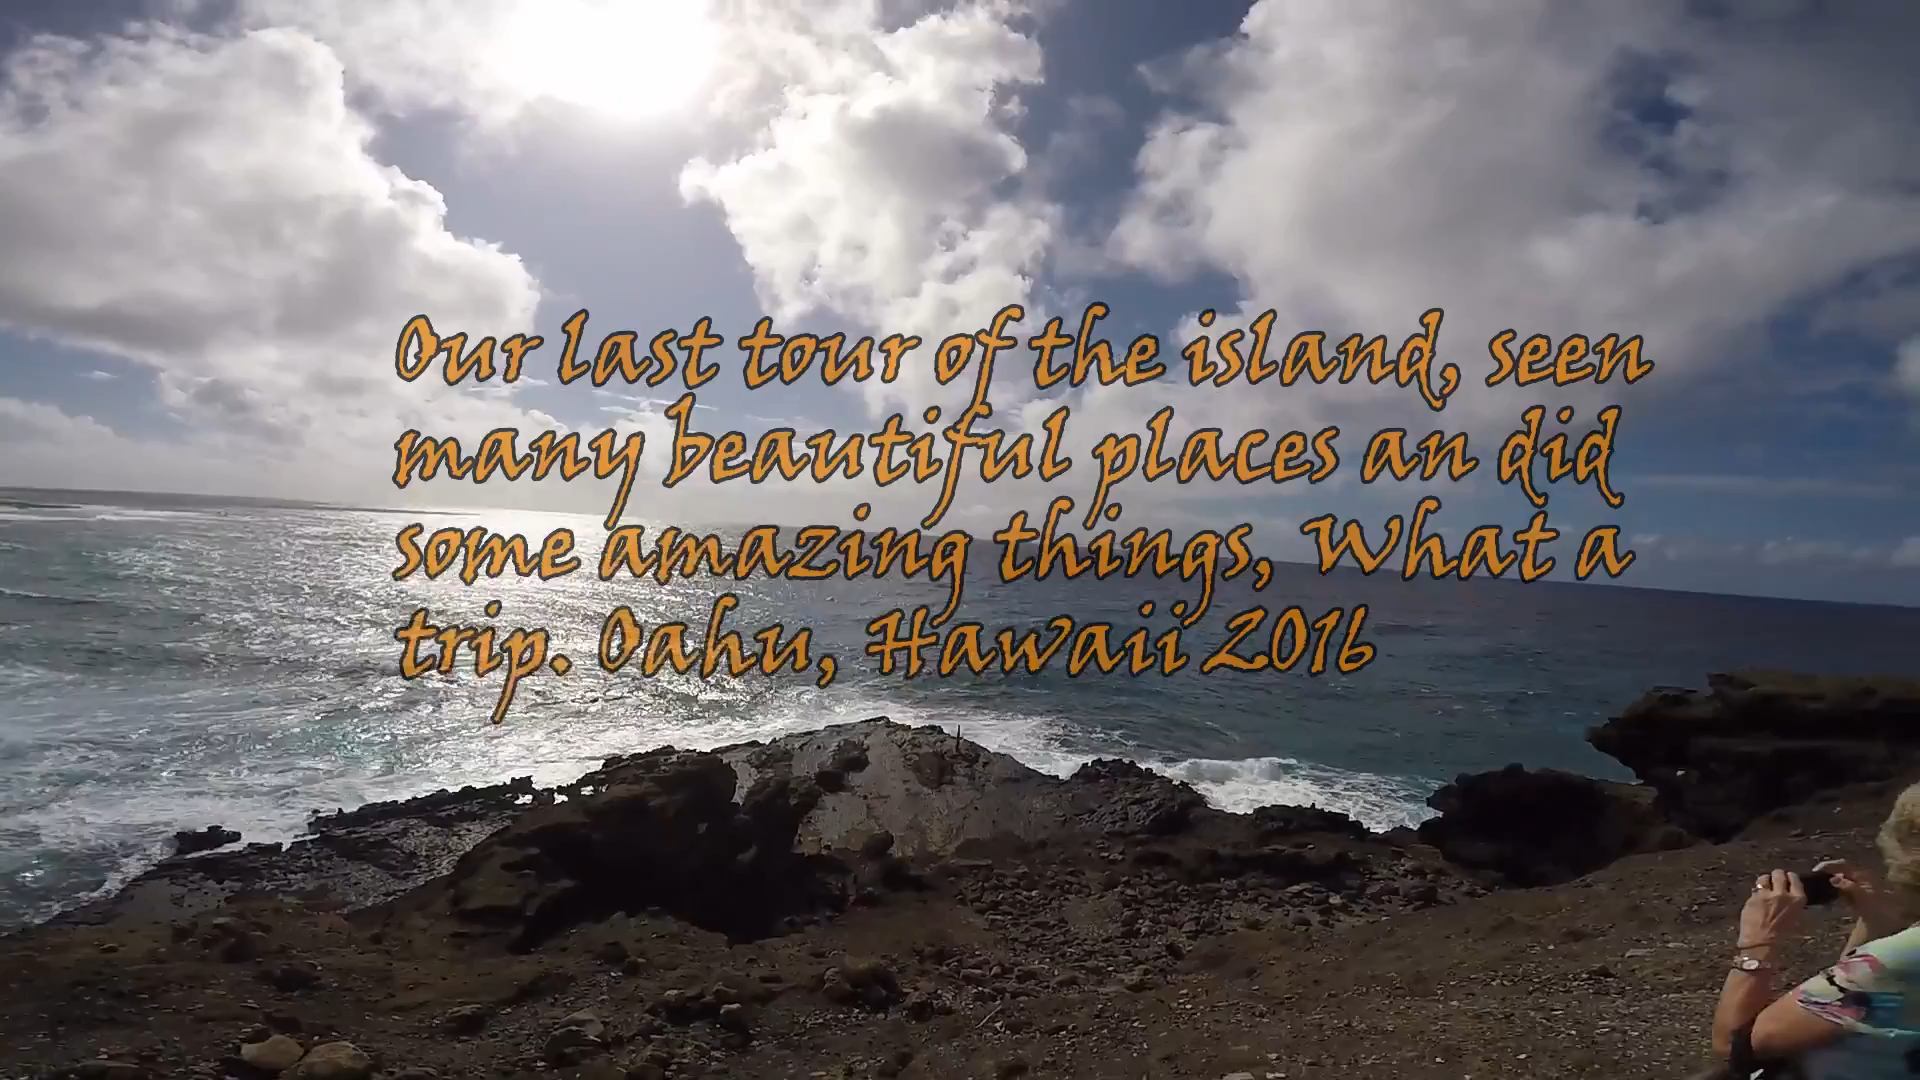 Our last tour of the island, seen
many beautiful places an did
some amazing things, What a
trip. Oahu, Hawaii 2016